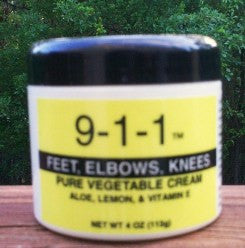 9-1-1™
FEET, ELBOWS, KNEES
PURE VEGETABLE CREAM
ALOE, LEMON, & VITAMIN E
NET WT 4 OZ (113g)